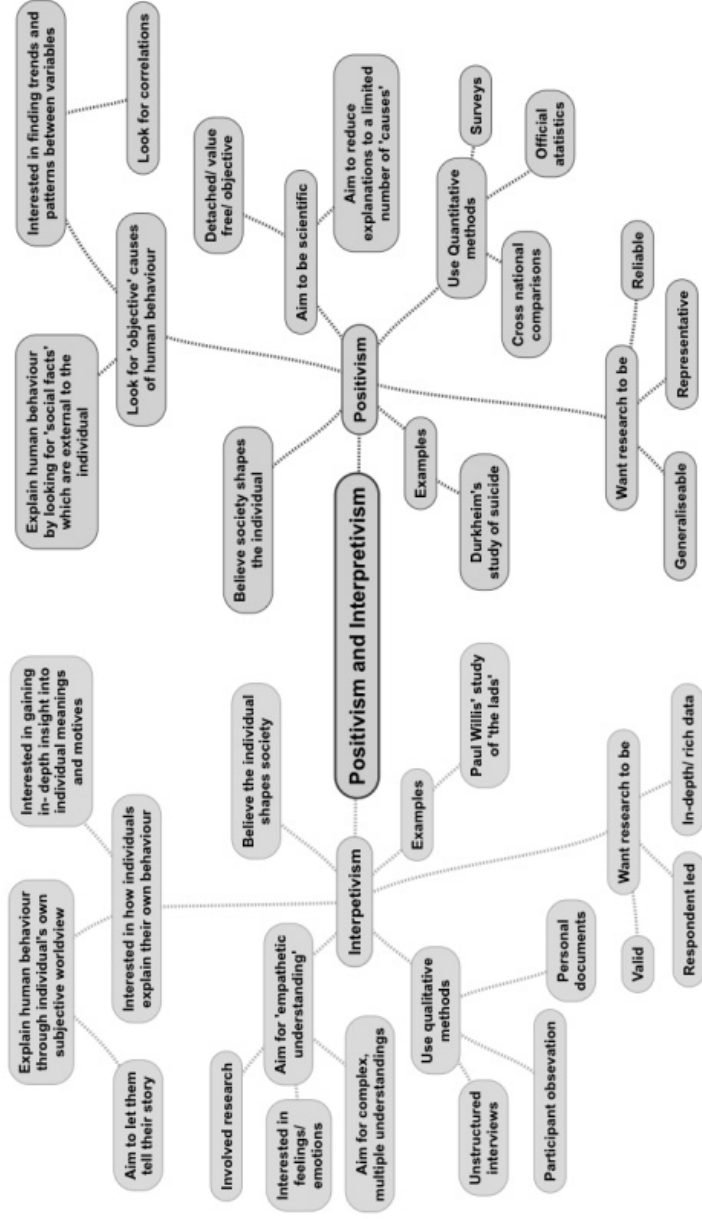 Explain human behaviour
through individual's own
subjective worldview
Interested in gaining
in- depth insight into
individual meanings
and motives
Aim to let them
tell their story
Interested in how individuals
explain their own behaviour
Involved research
Believe the individual
shapes society
Interested in
feelings/
emotions
Aim for 'empathetic
understanding'
Aim for complex,
multiple understandings
Interpetivism
Examples
Paul Willis' study
of 'the lads'
Use qualitative
methods
Unstructured
interviews
Participant obsevation
Personal
documents
Want research to be
Valid
Respondent led
In-depth/ rich data
Positivism and Interpretivism
Explain human behaviour
by looking for 'social facts'
which are external to the
individual
Interested in finding trends and
patterns between variables
Look for 'objective' causes
of human behaviour
Look for correlations
Believe society shapes
the individual
Detached/ value
free/ objective
Aim to be scientific
Aim to reduce
explanations to a limited
number of 'causes'
Positivism
Examples
Durkheim's
study of suicide
Use Quantitative
methods
Surveys
Cross national
comparisons
Official
atatistics
Want research to be
Generaliseable
Representative
Reliable